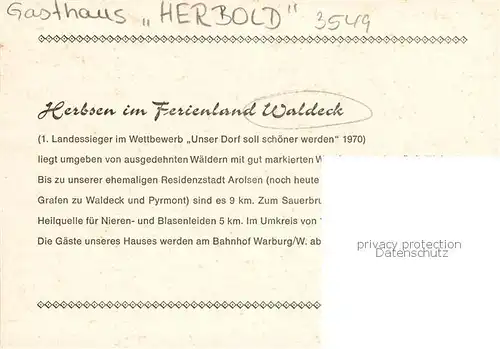 Gasthaus „HERBOLD“ 3549
Herbsen im Ferienland Waldeck
(1. Landessieger im Wettbewerb „Unser Dorf soll schöner werden“ 1970)
liegt umgeben von ausgedehnten Wäldern mit gut markierten
Bis zu unserer ehemaligen Residenzstadt Arolsen (noch heute
Grafen zu Waldeck und Pyrmont) sind es 9 km. Zum Sauerbru
Heilquelle für Nieren- und Blasenleiden 5 km. Im Umkreis von
Die Gäste unseres Hauses werden am Bahnhof Warburg/W. ab
privacy protection
Datenschutz